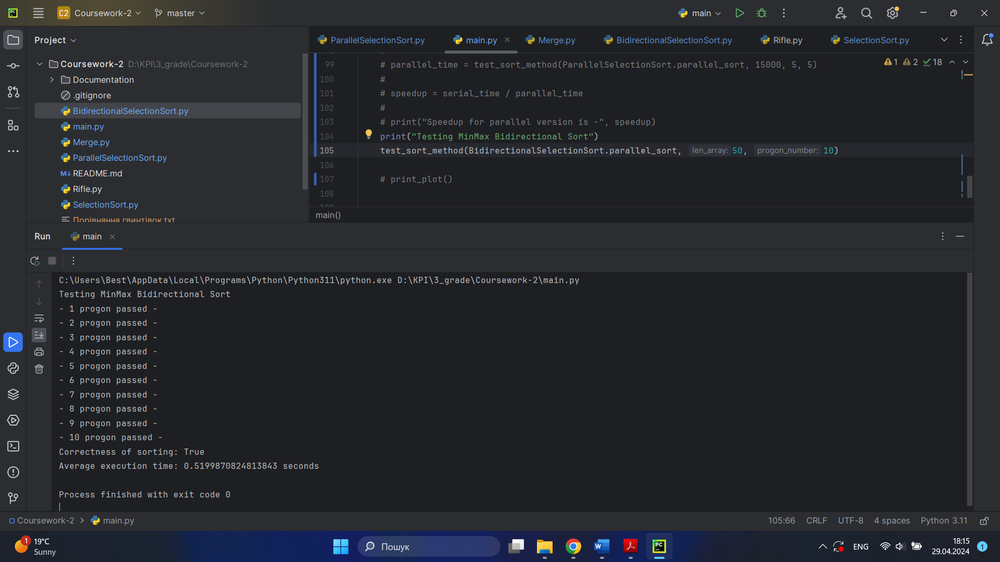 PC C2 Coursework-2 master main
Project
ParallelSelectionSort.py main.py Merge.py BidirectionalSelectionSort.py Rifle.py SelectionSort.py
Coursework-2 D:\KPI\3_grade\Coursework-2
Documentation
.gitignore
BidirectionalSelectionSort.py
main.py
Merge.py
ParallelSelectionSort.py
M↓ README.md
Rifle.py
SelectionSort.py
Порівняння гвинтівок.txt
1 2 18
99 # parallel_time = test_sort_method(ParallelSelectionSort.parallel_sort, 15000, 5, 5)
100 #
101 # speedup = serial_time / parallel_time
102 #
103 # print("Speedup for parallel version is -", speedup)
104 print("Testing MinMax Bidirectional Sort")
105 test_sort_method(BidirectionalSelectionSort.parallel_sort, len_array: 50, progon_number: 10)
106
107 # print_plot()
108
main()
Run main
C:\Users\Best\AppData\Local\Programs\Python\Python311\python.exe D:\KPI\3_grade\Coursework-2\main.py
Testing MinMax Bidirectional Sort
- 1 progon passed -
- 2 progon passed -
- 3 progon passed -
- 4 progon passed -
- 5 progon passed -
- 6 progon passed -
- 7 progon passed -
- 8 progon passed -
- 9 progon passed -
- 10 progon passed -
Correctness of sorting: True
Average execution time: 0.5199870824813843 seconds
Process finished with exit code 0
Coursework-2 > main.py 105:66 CRLF UTF-8 4 spaces Python 3.11
1 19°C
Sunny
Пошук
W
PC
ENG
18:15
29.04.2024
1